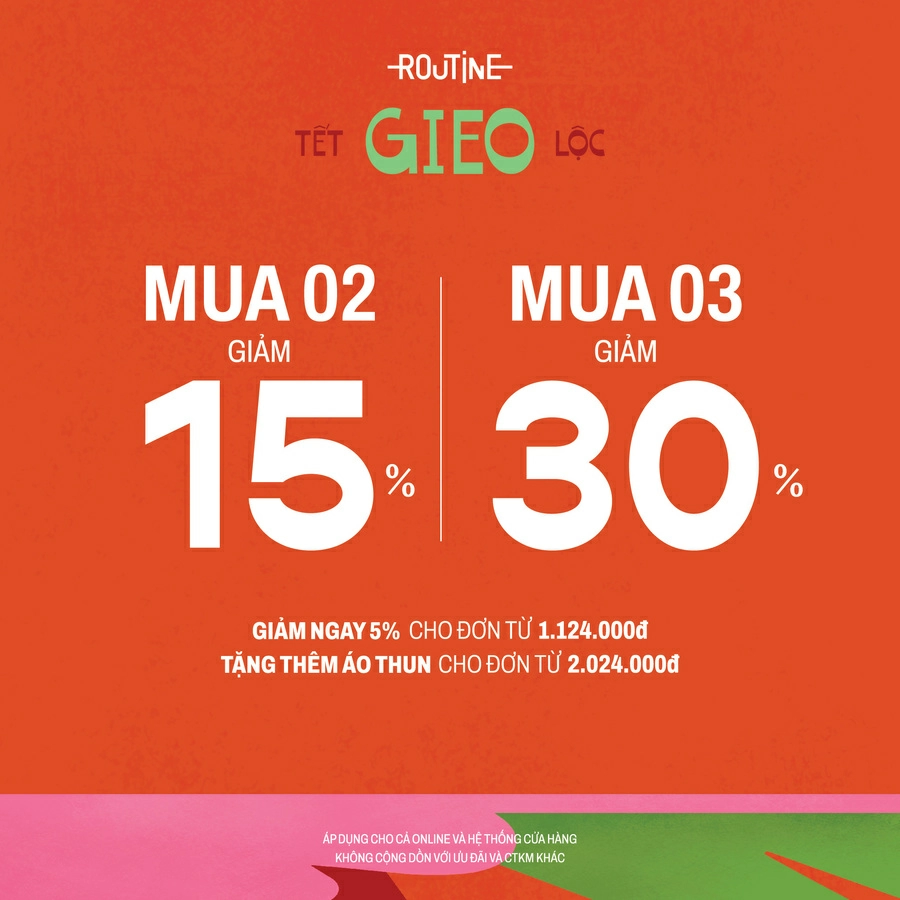 ROUTINE
TẾT GIEO LỘC
MUA 02
GIẢM
15%
MUA 03
GIẢM
30%
GIẢM NGAY 5% CHO ĐƠN TỪ 1.124.000đ
TẶNG THÊM ÁO THUN CHO ĐƠN TỪ 2.024.000đ
ÁP DỤNG CHO CẢ ONLINE VÀ HỆ THỐNG CỬA HÀNG
KHÔNG CỘNG DỒN VỚI ƯU ĐÃI VÀ CTKM KHÁC